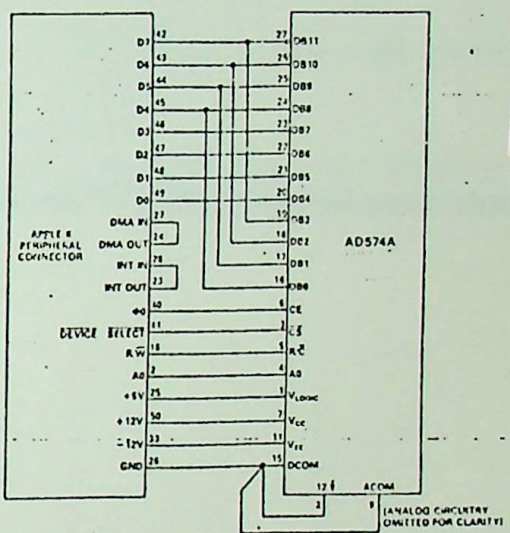 D7 42 27 DB11
D6 43 26 DB10
D5 44 25 DB9
D4 45 24 DB8
D3 46 23 DB7
D2 47 22 DB6
D1 48 21 DB5
D0 49 20 DB4
DMA IN 27 19 DB3
DMA OUT 24 18 DB2
APPLE II
PERIPHERAL
CONNECTOR
AD574A
INT IN 28 17 DB1
INT OUT 23 16 DB0
Φ0 40 6 CE
DEVICE SELECT 41 3 CS
R/W 18 5 R/C
A0 2 4 A0
+5V 25 1 VLOGIC
+12V 50 7 VCC
-12V 33 11 VEE
GND 26 15 DCOM
12/8 ACOM
2 9
(ANALOG CIRCUITRY
OMITTED FOR CLARITY)